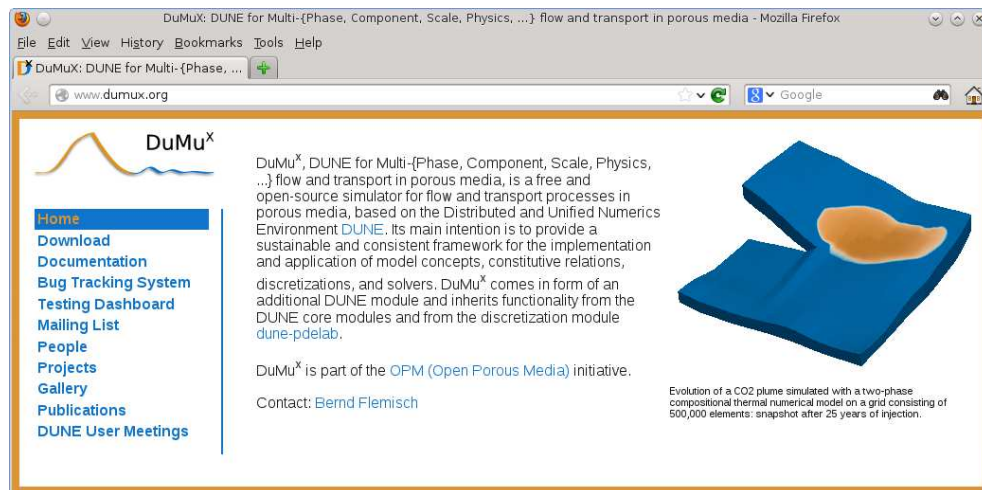 DuMuX: DUNE for Multi-{Phase, Component, Scale, Physics, ...} flow and transport in porous media - Mozilla Firefox
File Edit View History Bookmarks Tools Help
DuMuX: DUNE for Multi-{Phase, ...
www.dumux.org
Google
DuMuX
Home
Download
Documentation
Bug Tracking System
Testing Dashboard
Mailing List
People
Projects
Gallery
Publications
DUNE User Meetings
DuMuX, DUNE for Multi-{Phase, Component, Scale, Physics,
...} flow and transport in porous media, is a free and
open-source simulator for flow and transport processes in
porous media, based on the Distributed and Unified Numerics
Environment DUNE. Its main intention is to provide a
sustainable and consistent framework for the implementation
and application of model concepts, constitutive relations,
discretizations, and solvers. DuMuX comes in form of an
additional DUNE module and inherits functionality from the
DUNE core modules and from the discretization module
dune-pdelab.
DuMuX is part of the OPM (Open Porous Media) initiative.
Contact: Bernd Flemisch
Evolution of a CO2 plume simulated with a two-phase
compositional thermal numerical model on a grid consisting of
500,000 elements: snapshot after 25 years of injection.